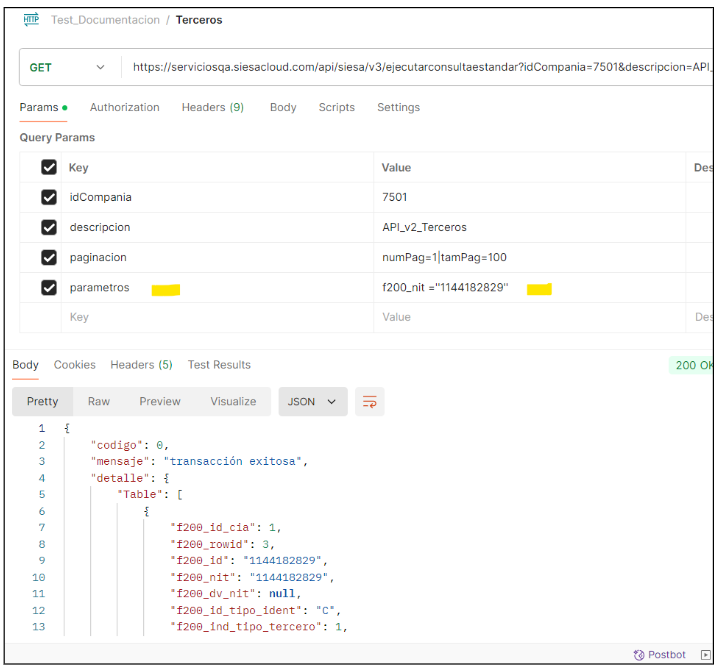 HTTP Test_Documentacion / Terceros
GET https://serviciosqa.siesacloud.com/api/siesa/v3/ejecutarconsultaestandar?idCompania=7501&descripcion=API_
Params Authorization Headers (9) Body Scripts Settings
Query Params
Key Value Des
idCompania 7501
descripcion API_v2_Terceros
paginacion numPag=1|tamPag=100
parametros f200_nit ="1144182829"
Key Value Des
Body Cookies Headers (5) Test Results 200 OK
Pretty Raw Preview Visualize JSON
1 {
2 "codigo": 0,
3 "mensaje": "transacción exitosa",
4 "detalle": {
5 "Table": [
6 {
7 "f200_id_cia": 1,
8 "f200_rowid": 3,
9 "f200_id": "1144182829",
10 "f200_nit": "1144182829",
11 "f200_dv_nit": null,
12 "f200_id_tipo_ident": "C",
13 "f200_ind_tipo_tercero": 1,
Postbot